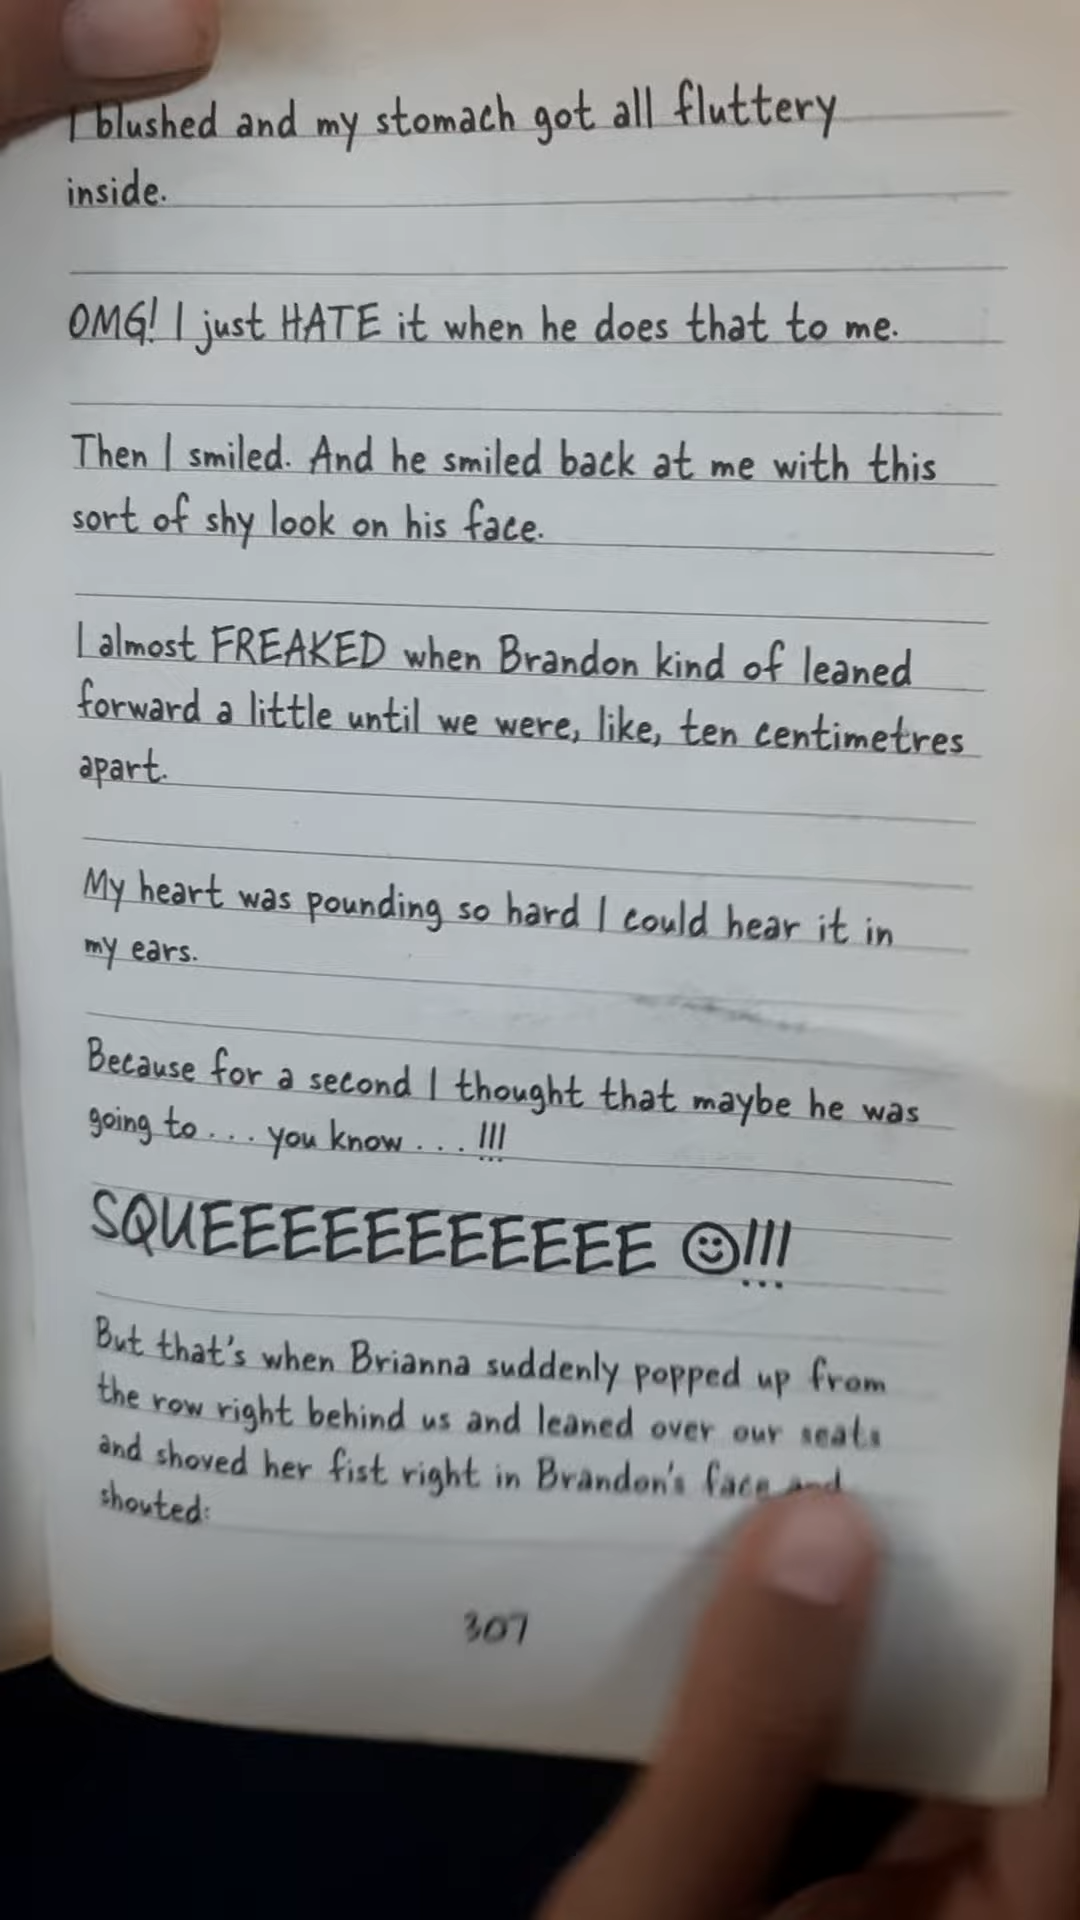 I blushed and my stomach got all fluttery
inside.
OMG! I just HATE it when he does that to me.
Then I smiled. And he smiled back at me with this
sort of shy look on his face.
I almost FREAKED when Brandon kind of leaned
forward a little until we were, like, ten centimetres
apart.
My heart was pounding so hard I could hear it in
my ears.
Because for a second I thought that maybe he was
going to . . . you know . . . !!!
SQUEEEEEEEEEEE ☺!!!
But that's when Brianna suddenly popped up from
the row right behind us and leaned over our seats
and shoved her fist right in Brandon's face and
shouted:
307